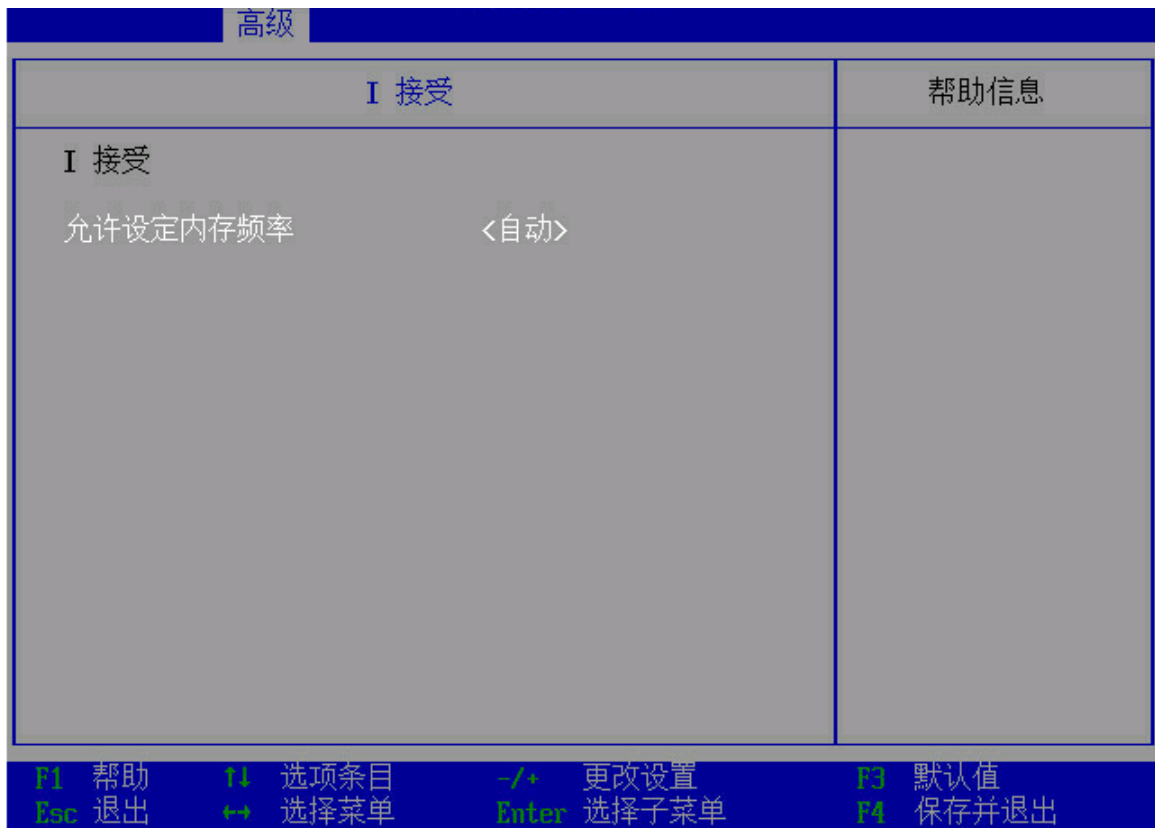 高级
I 接受
帮助信息
I 接受
允许设定内存频率 <自动>
F1 帮助 ↑↓ 选项条目 -/+ 更改设置 F3 默认值
Esc 退出 ←→ 选择菜单 Enter 选择子菜单 F4 保存并退出